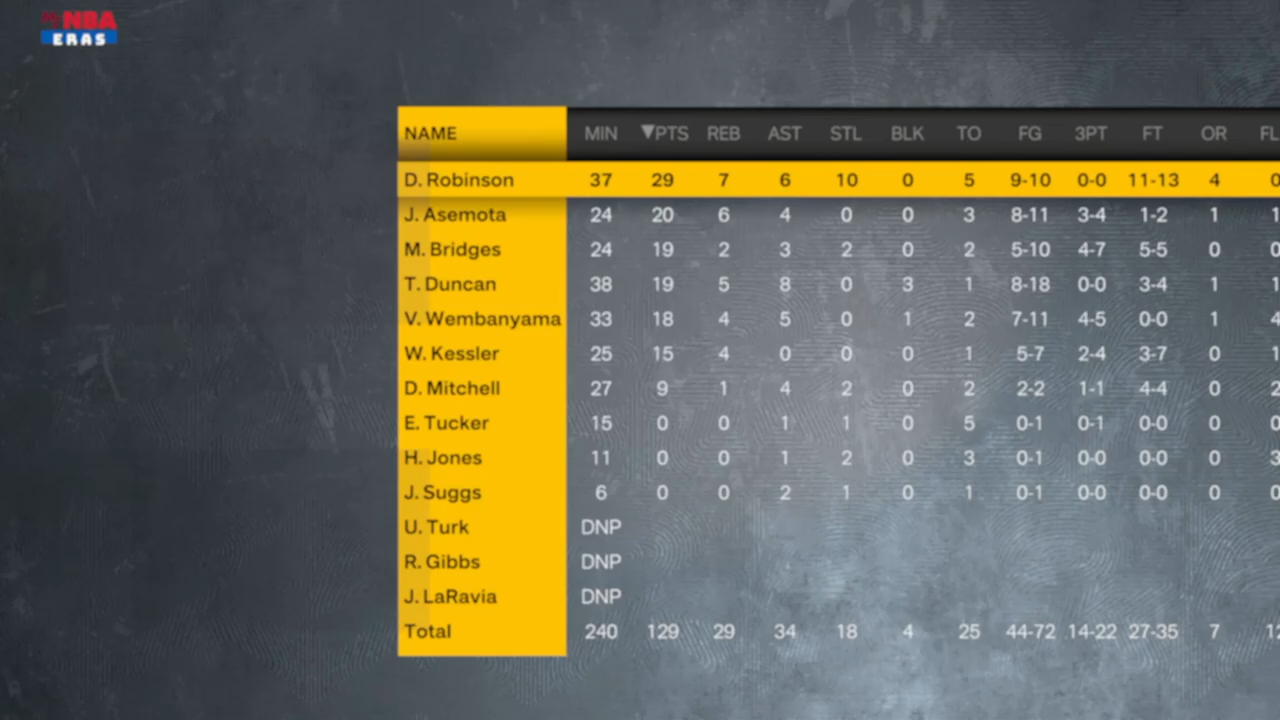 NBA
ERAS
NAME MIN ▼PTS REB AST STL BLK TO FG 3PT FT OR FL
D. Robinson 37 29 7 6 10 0 5 9-10 0-0 11-13 4 0
J. Asemota 24 20 6 4 0 0 3 8-11 3-4 1-2 1 1
M. Bridges 24 19 2 3 2 0 2 5-10 4-7 5-5 0 0
T. Duncan 38 19 5 8 0 3 1 8-18 0-0 3-4 1 1
V. Wembanyama 33 18 4 5 0 1 2 7-11 4-5 0-0 1 4
W. Kessler 25 15 4 0 0 0 1 5-7 2-4 3-7 0 1
D. Mitchell 27 9 1 4 2 0 2 2-2 1-1 4-4 0 2
E. Tucker 15 0 0 1 1 0 5 0-1 0-1 0-0 0 0
H. Jones 11 0 0 1 2 0 3 0-1 0-0 0-0 0 3
J. Suggs 6 0 0 2 1 0 1 0-1 0-0 0-0 0 0
U. Turk DNP
R. Gibbs DNP
J. LaRavia DNP
Total 240 129 29 34 18 4 25 44-72 14-22 27-35 7 12